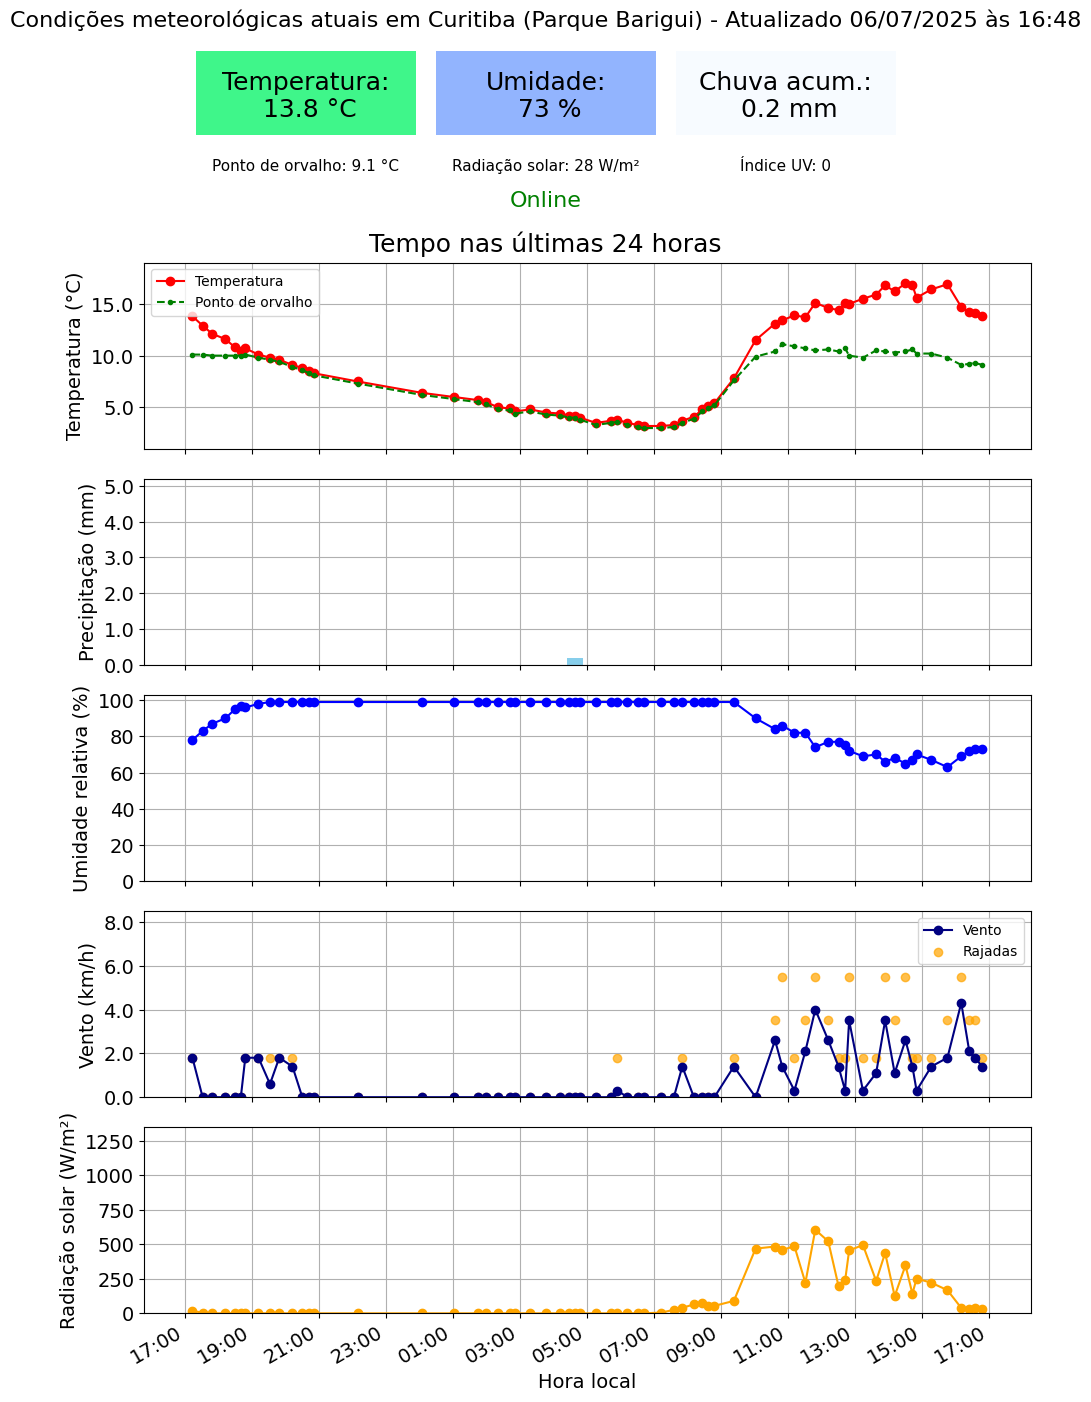 Condições meteorológicas atuais em Curitiba (Parque Barigui) - Atualizado 06/07/2025 às 16:48
Temperatura:
13.8 °C
Umidade:
73 %
Chuva acum.:
0.2 mm
Ponto de orvalho: 9.1 °C
Radiação solar: 28 W/m²
Índice UV: 0
Online
Tempo nas últimas 24 horas
Temperatura (°C)
15.0
10.0
5.0
Temperatura
Ponto de orvalho
Precipitação (mm)
5.0
4.0
3.0
2.0
1.0
0.0
Umidade relativa (%)
100
80
60
40
20
0
Vento (km/h)
8.0
6.0
4.0
2.0
0.0
Vento
Rajadas
Radiação solar (W/m²)
1250
1000
750
500
250
0
17:00
19:00
21:00
23:00
01:00
03:00
05:00
07:00
09:00
11:00
13:00
15:00
17:00
Hora local